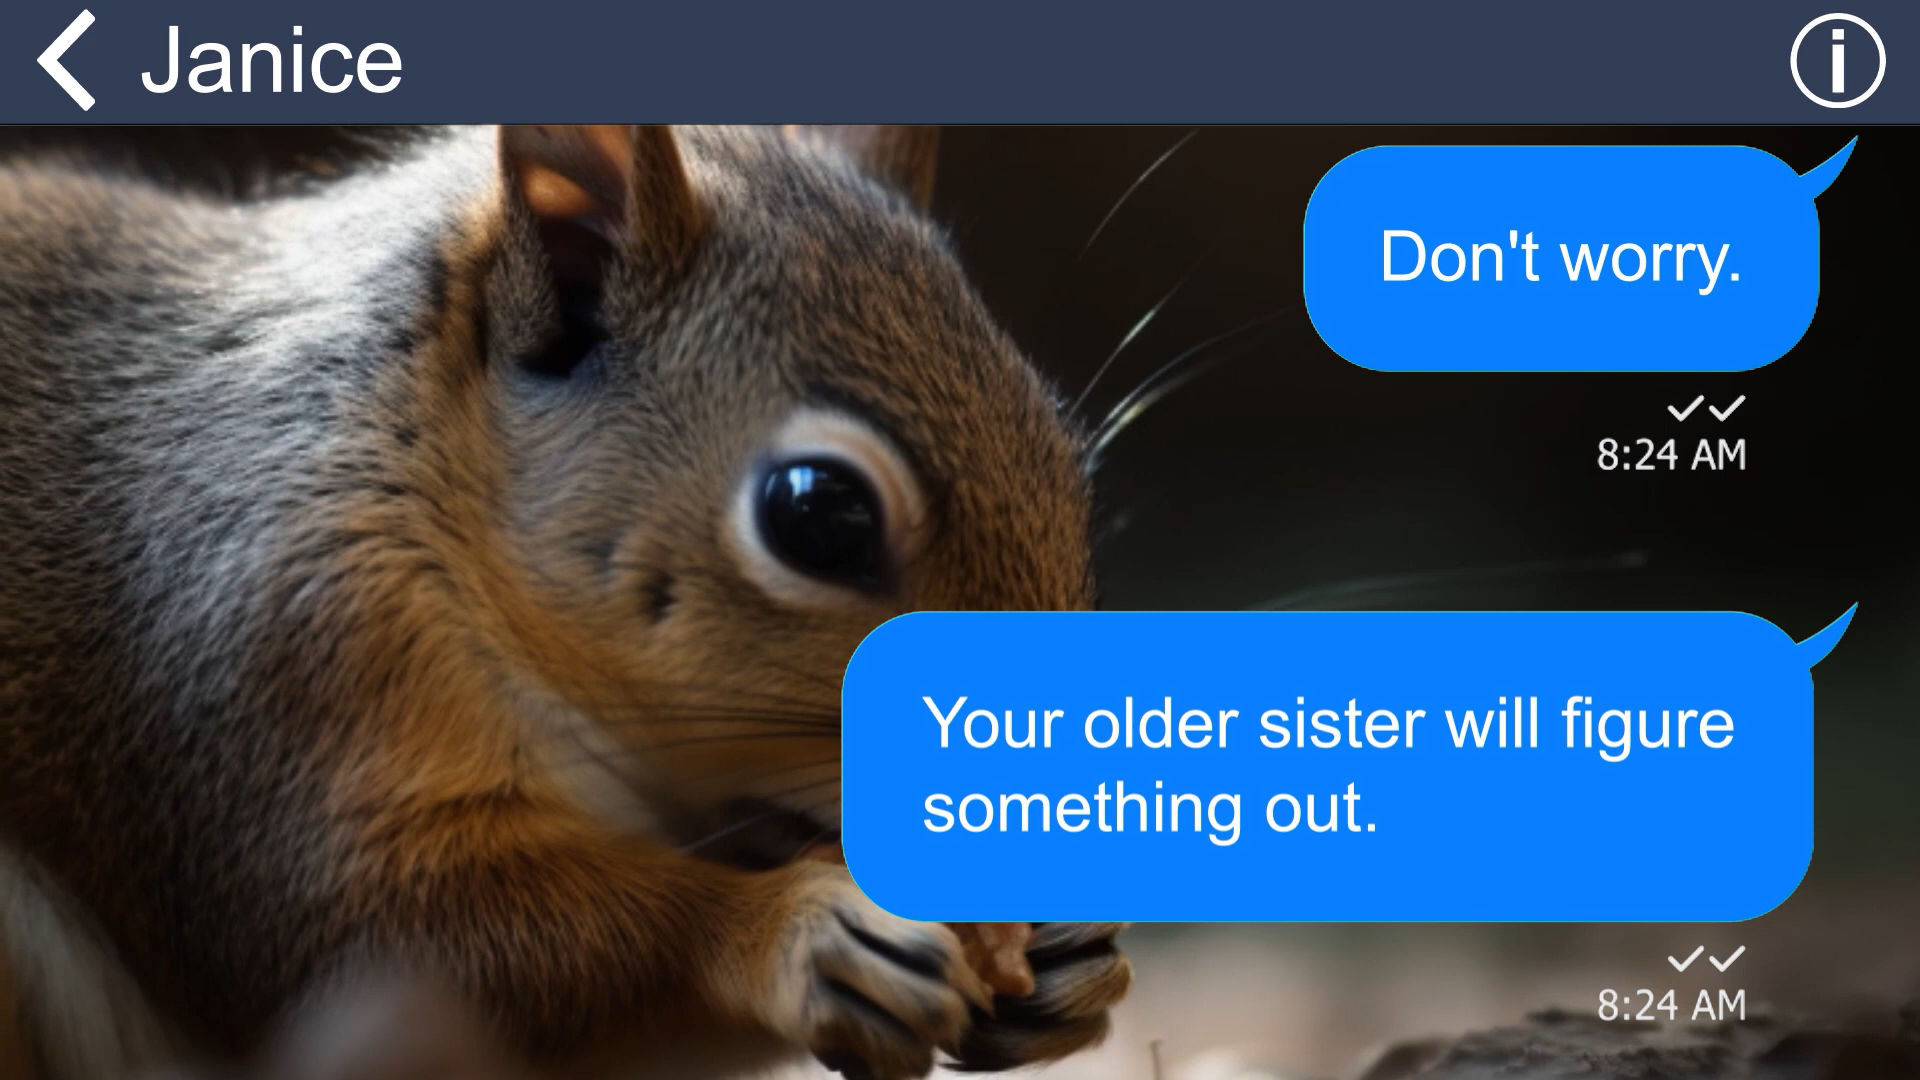 Janice
Don't worry.
8:24 AM
Your older sister will figure
something out.
8:24 AM